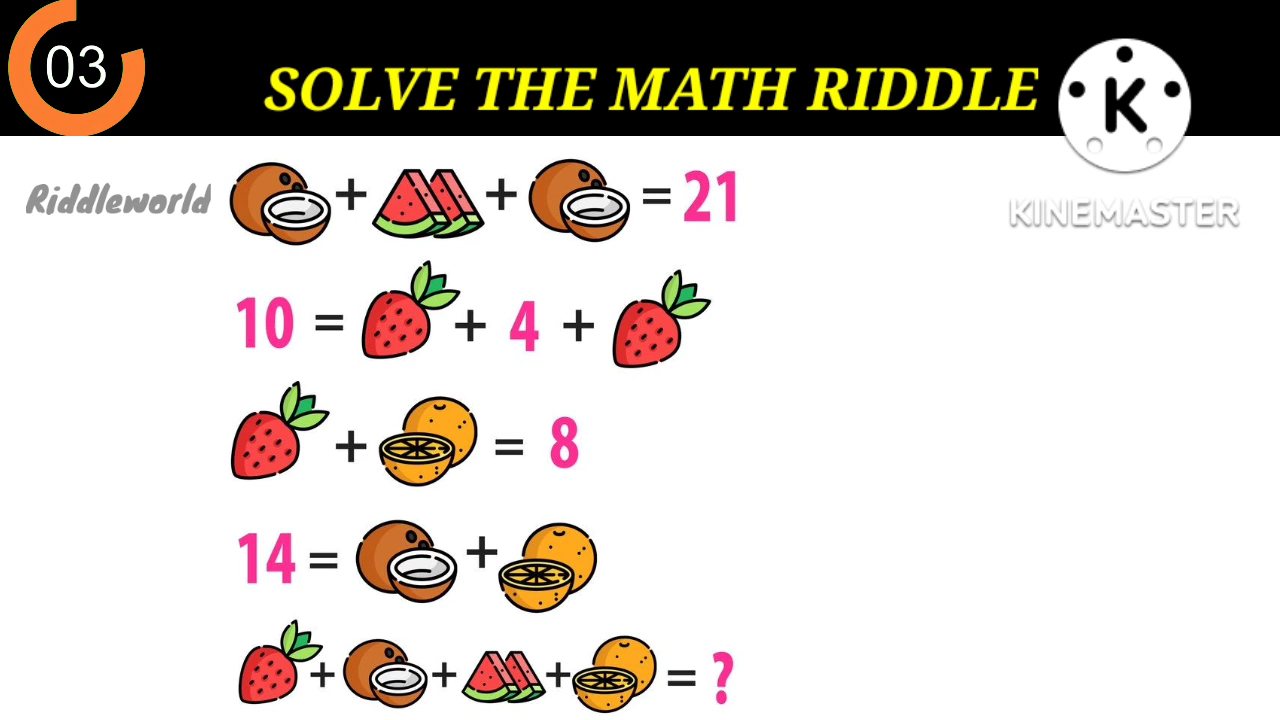 03
SOLVE THE MATH RIDDLE
K
KINEMASTER
Riddleworld
+ + = 21
10 = + 4 +
+ = 8
14 = +
+ + + = ?